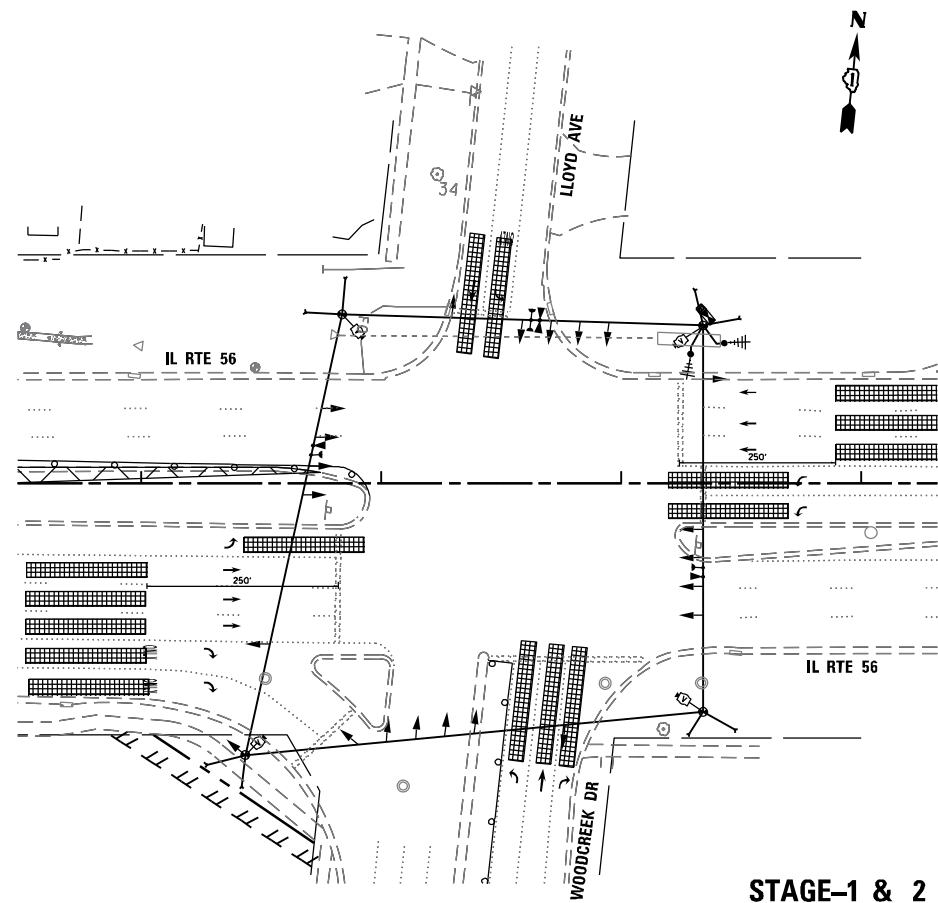 N
LLOYD AVE
34
IL RTE 56
250'
250'
IL RTE 56
WOODCREEK DR
STAGE-1 & 2